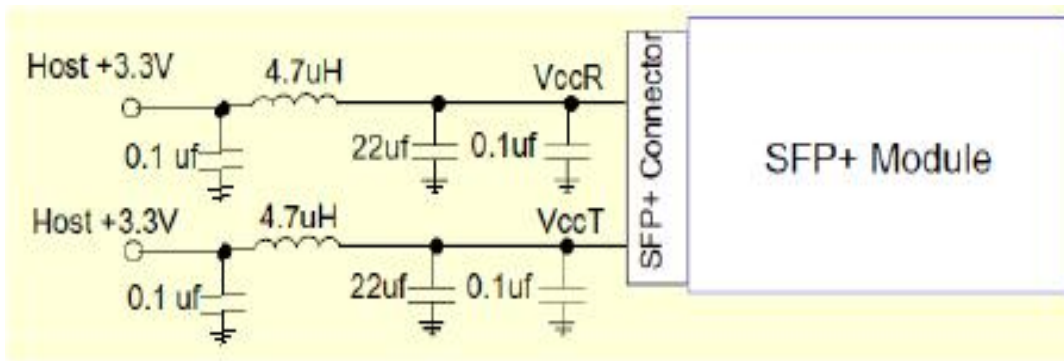 Host +3.3V
4.7uH
VccR
0.1 uf
22uf
0.1uf
SFP+ Connector
SFP+ Module
Host +3.3V
4.7uH
VccT
0.1 uf
22uf
0.1uf